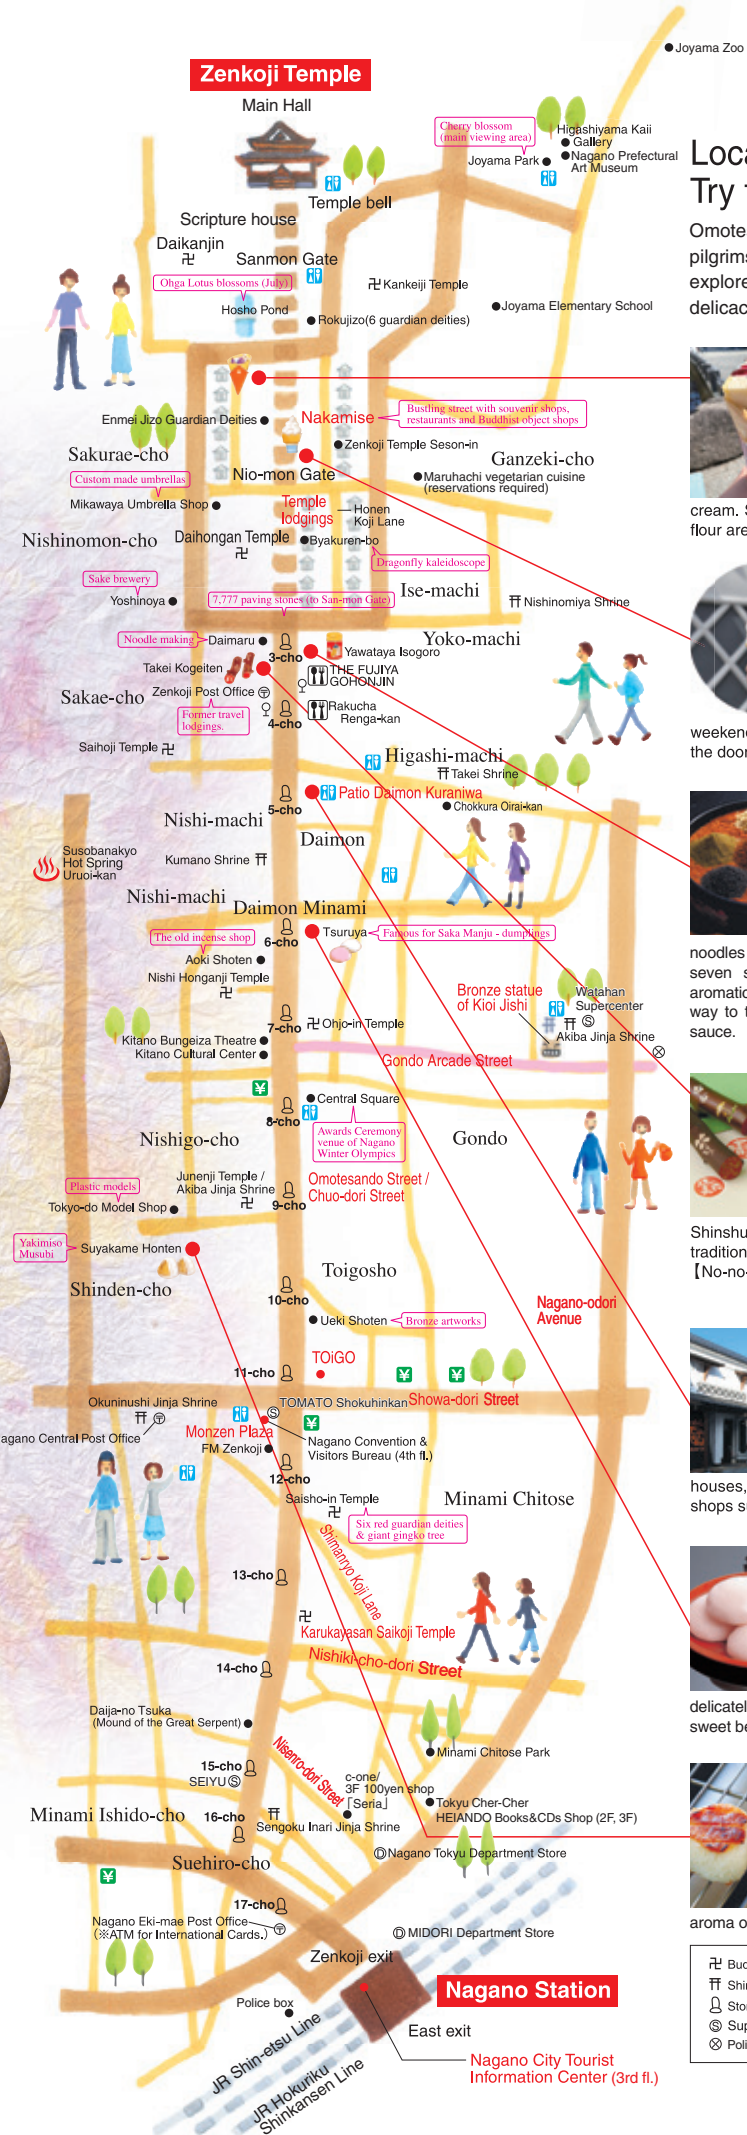 Joyama Zoo
Zenkoji Temple
Main Hall
Cherry blossom
(main viewing area)
Higashiyama Kaii
Gallery
Joyama Park
Nagano Prefectural
Art Museum
Temple bell
Scripture house
Daikanjin
卍
Sanmon Gate
Ohga Lotus blossoms (July)
Hosho Pond
卍 Kankeiji Temple
Rokujizo(6 guardian deities)
Joyama Elementary School
Enmei Jizo Guardian Deities
Nakamise
Bustling street with souvenir shops,
restaurants and Buddhist object shops
Sakurae-cho
Zenkoji Temple Seson-in
Ganzeki-cho
Nio-mon Gate
Maruhachi vegetarian cuisine
(reservations required)
Custom made umbrellas
Mikawaya Umbrella Shop
Temple
lodgings
Honen
Koji Lane
Nishinomon-cho
Daihongan Temple
卍
Byakuren-bo
Dragonfly kaleidoscope
Sake brewery
Yoshinoya
7,777 paving stones (to San-mon Gate)
Ise-machi
Nishinomiya Shrine
Noodle making
Daimaru
3-cho
Yawataya Isogoro
Yoko-machi
Takei Kogeiten
THE FUJIYA
GOHONJIN
Sakae-cho
Zenkoji Post Office
Former travel
lodgings.
4-cho
Rakucha
Renga-kan
Saihoji Temple 卍
Higashi-machi
Takei Shrine
5-cho
Patio Daimon Kuraniwa
Chokkura Oirai-kan
Nishi-machi
Daimon
Susobanakyo
Hot Spring
Uruoi-kan
Kumano Shrine
Nishi-machi
Daimon Minami
6-cho
Tsuruya
Famous for Saka Manju - dumplings
The old incense shop
Aoki Shoten
Nishi Honganji Temple
卍
Bronze statue
of Kioi Jishi
Watahan
Supercenter
Ⓢ
Akiba Jinja Shrine
7-cho
卍 Ohjo-in Temple
Kitano Bungeiza Theatre
Kitano Cultural Center
Gondo Arcade Street
¥
8-cho
Central Square
Awards Ceremony
venue of Nagano
Winter Olympics
Nishigo-cho
Gondo
Junenji Temple /
Akiba Jinja Shrine
卍
9-cho
Omotesando Street /
Chuo-dori Street
Plastic models
Tokyo-do Model Shop
Yakimiso
Musubi
Suyakame Honten
Toigosho
Shinden-cho
10-cho
Nagano-odori
Avenue
Ueki Shoten
Bronze artworks
11-cho
TOiGO
¥
¥
Okuninushi Jinja Shrine
Ⓢ
TOMATO Shokuhinkan
Showa-dori Street
agano Central Post Office
Monzen Plaza
¥
FM Zenkoji
Nagano Convention &
Visitors Bureau (4th fl.)
12-cho
Saisho-in Temple
卍
Minami Chitose
Six red guardian deities
& giant gingko tree
Shimanryo Koji Lane
13-cho
卍
Karukayasan Saikoji Temple
Nishiki-cho-dori Street
14-cho
Daija-no Tsuka
(Mound of the Great Serpent)
Minami Chitose Park
15-cho
SEIYU Ⓢ
Nisenro-dori Street
c-one/
3F 100yen shop
「Seria」
Tokyu Cher-Cher
HEIANDO Books&CDs Shop (2F, 3F)
Minami Ishido-cho
16-cho
Sengoku Inari Jinja Shrine
Ⓓ Nagano Tokyu Department Store
Suehiro-cho
¥
17-cho
Nagano Eki-mae Post Office
(※ATM for International Cards.)
Ⓓ MIDORI Department Store
Zenkoji exit
Nagano Station
Police box
East exit
JR Shin-etsu Line
JR Hokuriku
Shinkansen Line
Nagano City Tourist
Information Center (3rd fl.)
Loca
Try
Omote
pilgrims
explore
delicac
cream. S
flour are
weekend
the door
noodles
seven s
aromatic
way to t
sauce.
Shinshu
tradition
【No-no-
houses,
shops su
delicatel
sweet be
aroma o
卍 Bud
Shi
Sto
Ⓢ Sup
⊗ Poli